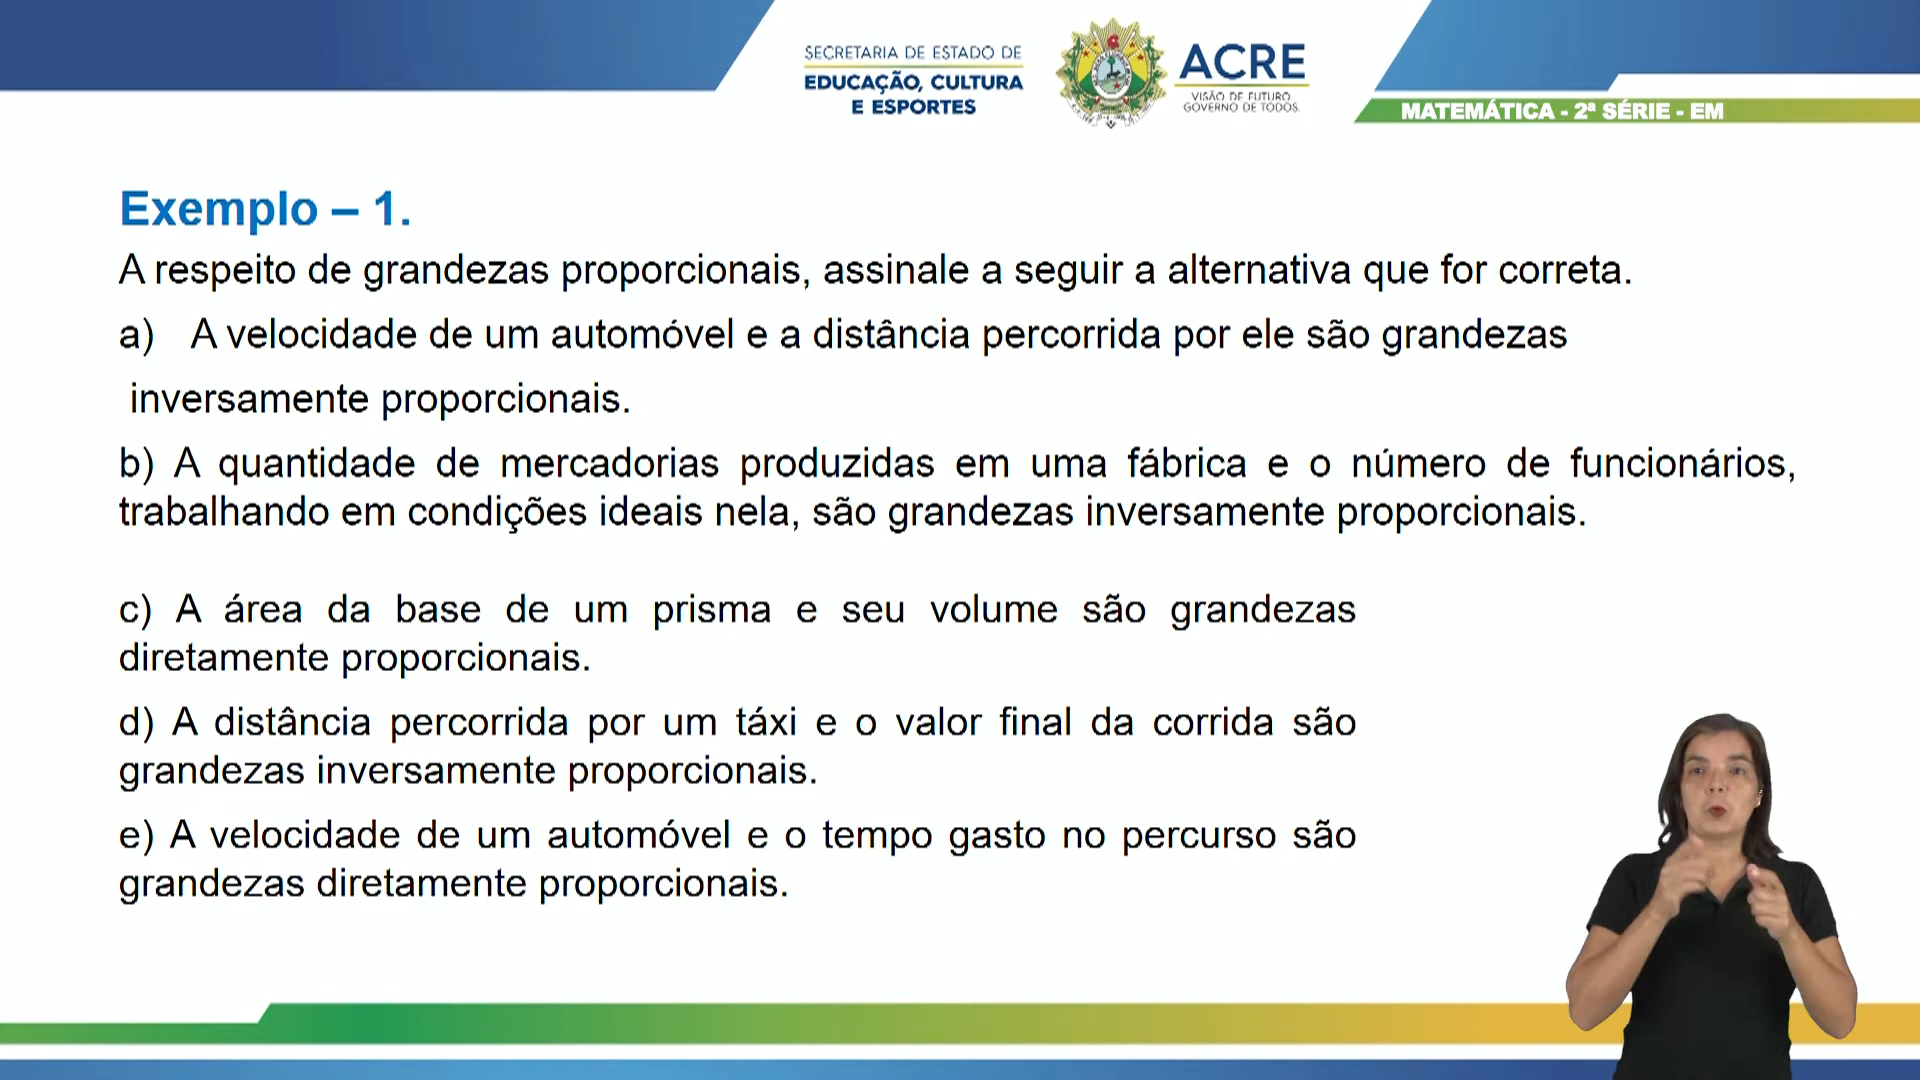 SECRETARIA DE ESTADO DE
EDUCAÇÃO, CULTURA
E ESPORTES
ACRE
VISÃO DE FUTURO
GOVERNO DE TODOS.
MATEMÁTICA - 2ª SÉRIE - EM
Exemplo – 1.
A respeito de grandezas proporcionais, assinale a seguir a alternativa que for correta.
a) A velocidade de um automóvel e a distância percorrida por ele são grandezas
inversamente proporcionais.
b) A quantidade de mercadorias produzidas em uma fábrica e o número de funcionários,
trabalhando em condições ideais nela, são grandezas inversamente proporcionais.
c) A área da base de um prisma e seu volume são grandezas
diretamente proporcionais.
d) A distância percorrida por um táxi e o valor final da corrida são
grandezas inversamente proporcionais.
e) A velocidade de um automóvel e o tempo gasto no percurso são
grandezas diretamente proporcionais.